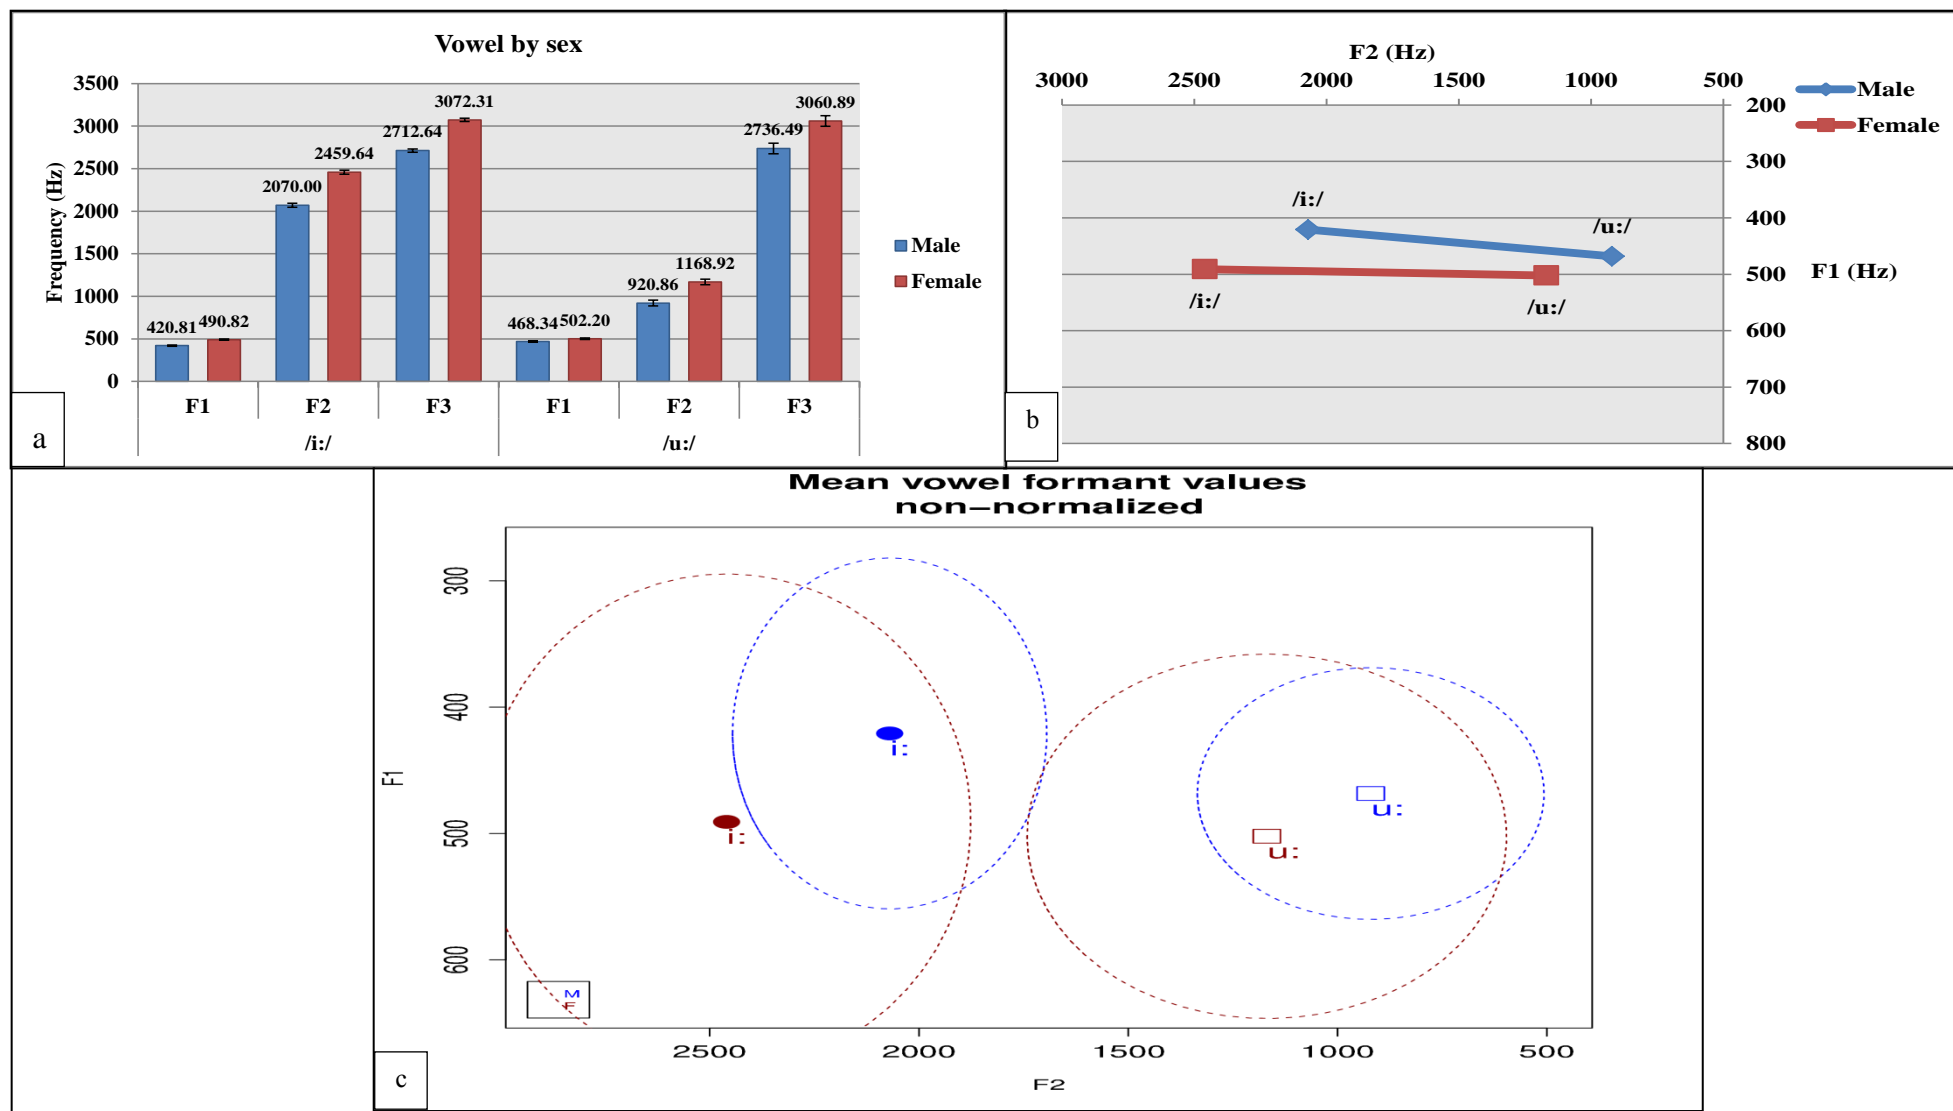 Vowel by sex
3500
3000
2500
2000
1500
1000
500
0
Frequency (Hz)
420.81
490.82
2070.00
2459.64
2712.64
3072.31
468.34
502.20
920.86
1168.92
2736.49
3060.89
F1 F2 F3 F1 F2 F3
/i:/ /u:/
Male
Female
a
F2 (Hz)
3000 2500 2000 1500 1000 500
200
300
400
500
600
700
800
F1 (Hz)
Male
Female
/i:/
/u:/
/i:/
/u:/
b
Mean vowel formant values
non-normalized
300
400
500
600
F1
i:
i:
u:
u:
M
F
2500 2000 1500 1000 500
F2
c